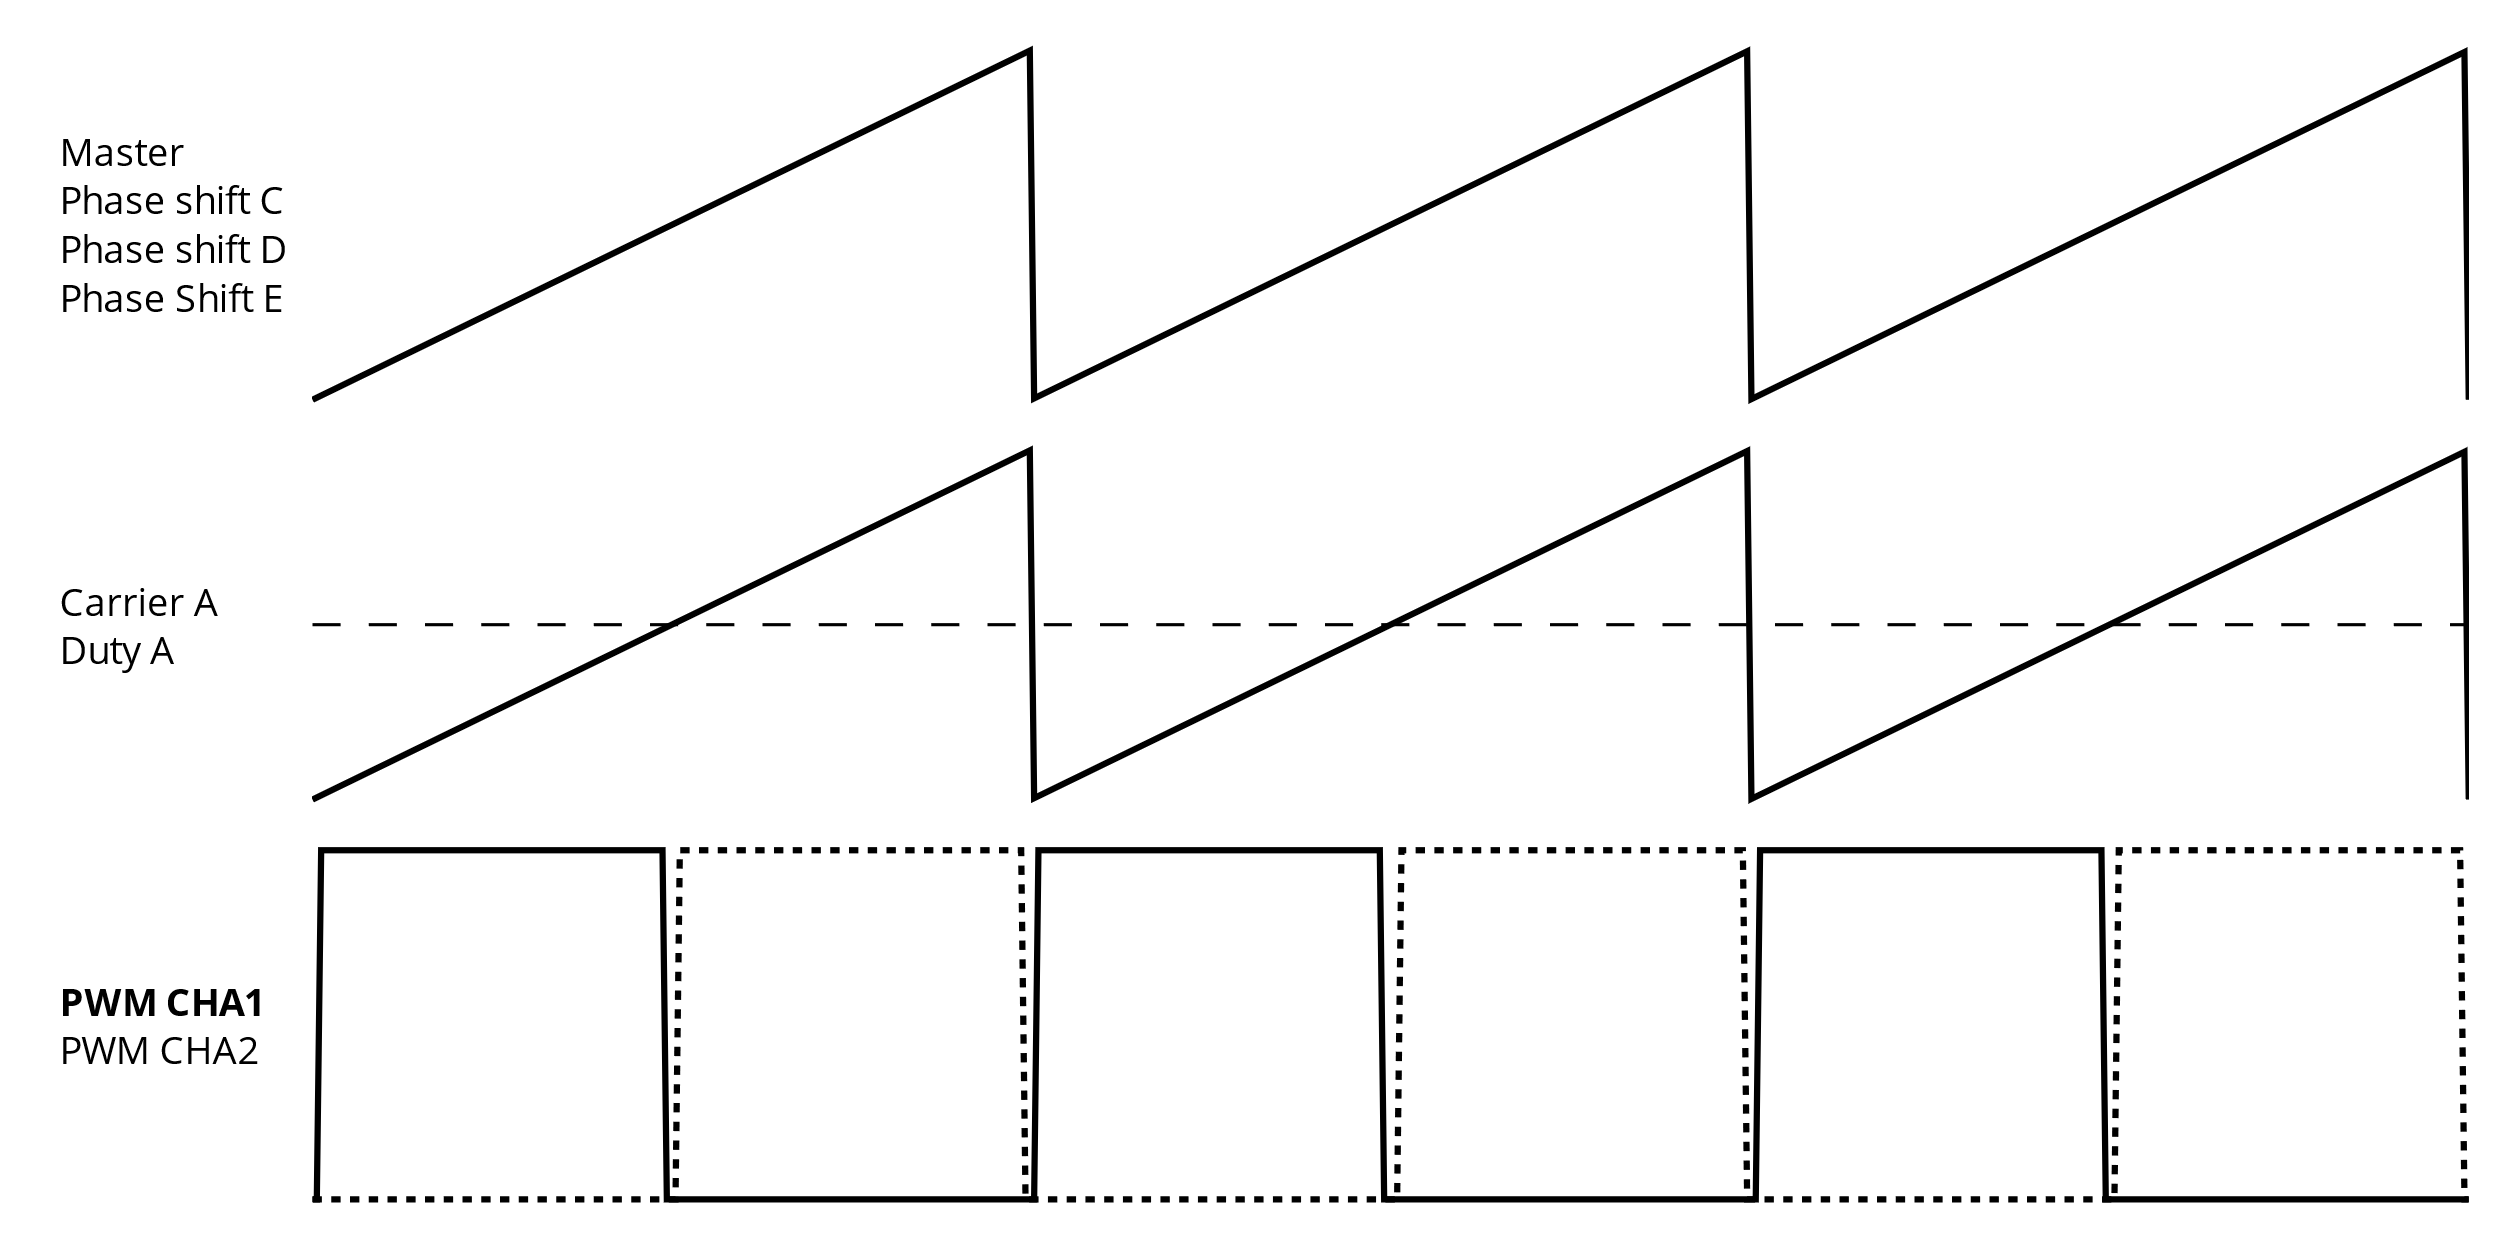 Master
Phase shift C
Phase shift D
Phase Shift E
Carrier A
Duty A
PWM CHA1
PWM CHA2